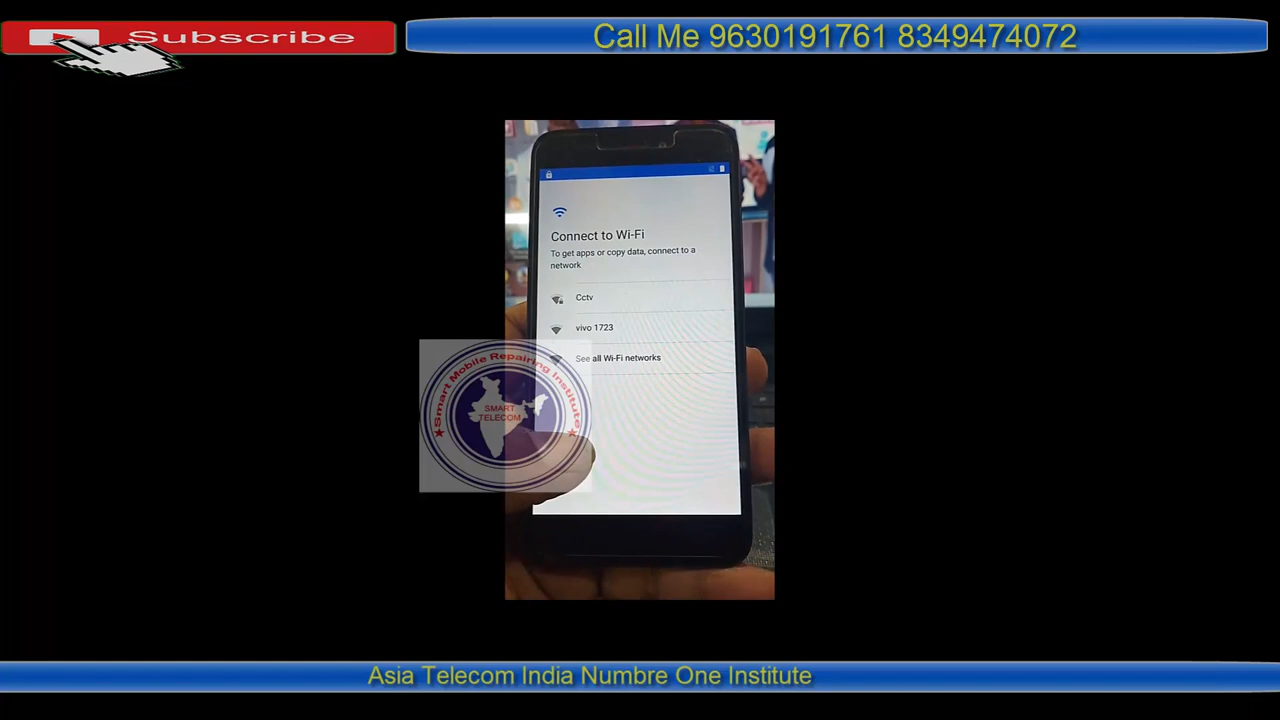 Subscribe
Call Me 9630191761 8349474072
Connect to Wi-Fi
To get apps or copy data, connect to a
network
Cctv
vivo 1723
See all Wi-Fi networks
Smart Mobile Repairing Institute
SMART
TELECOM
Asia Telecom India Numbre One Institute